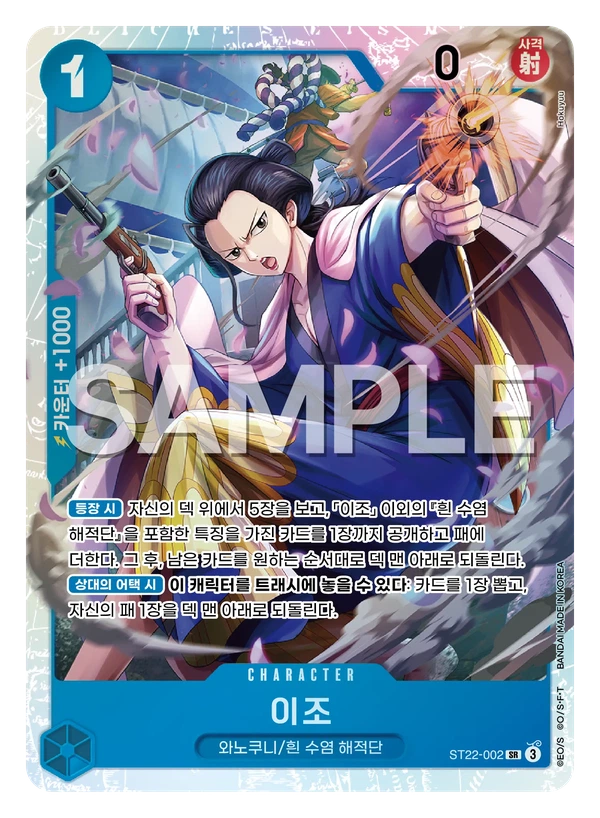 1
0
사격
射
Hokuyuu
카운터 +1000
SAMPLE
등장 시 자신의 덱 위에서 5장을 보고, 『이조』 이외의 『흰 수염
해적단』을 포함한 특징을 가진 카드를 1장까지 공개하고 패에
더한다. 그 후, 남은 카드를 원하는 순서대로 덱 맨 아래로 되돌린다.
상대의 어택 시 이 캐릭터를 트래시에 놓을 수 있다: 카드를 1장 뽑고,
자신의 패 1장을 덱 맨 아래로 되돌린다.
CHARACTER
이조
와노쿠니/흰 수염 해적단
ST22-002 SR 3
©EO/S ©O/S·F·T BANDAI MADE IN KOREA